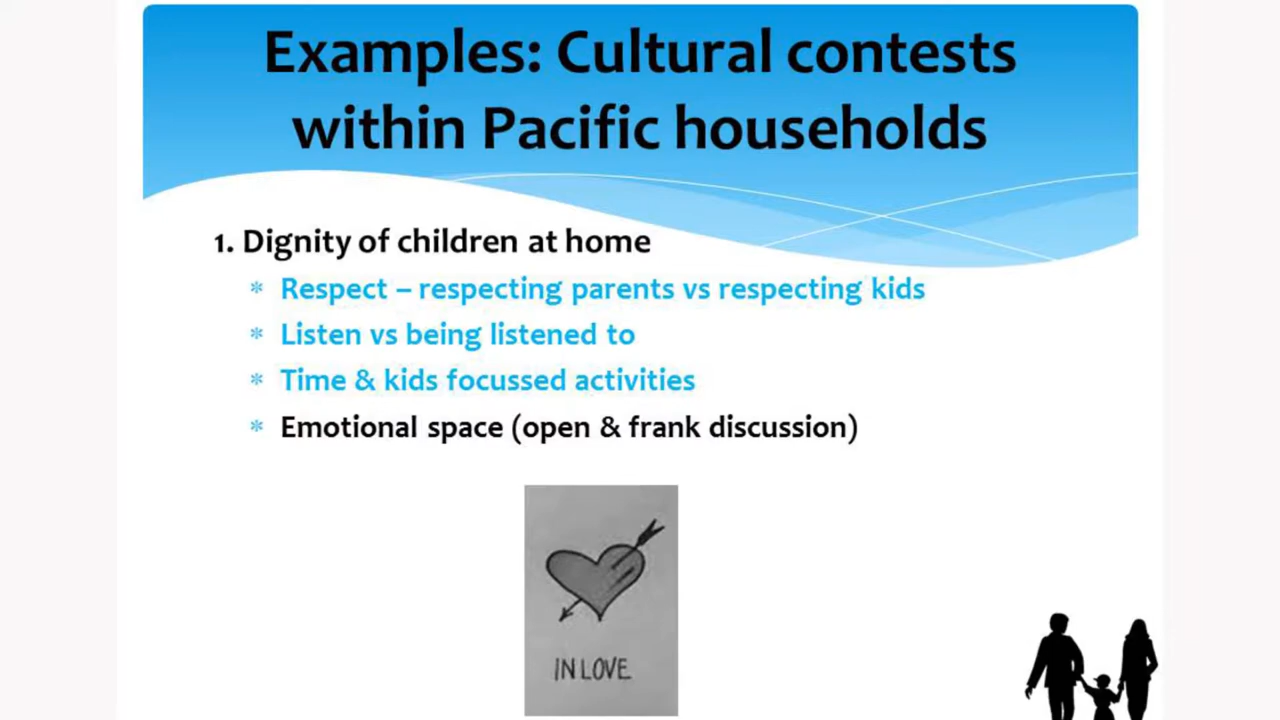 Examples: Cultural contests
within Pacific households
1. Dignity of children at home
* Respect – respecting parents vs respecting kids
* Listen vs being listened to
* Time & kids focussed activities
* Emotional space (open & frank discussion)
IN LOVE